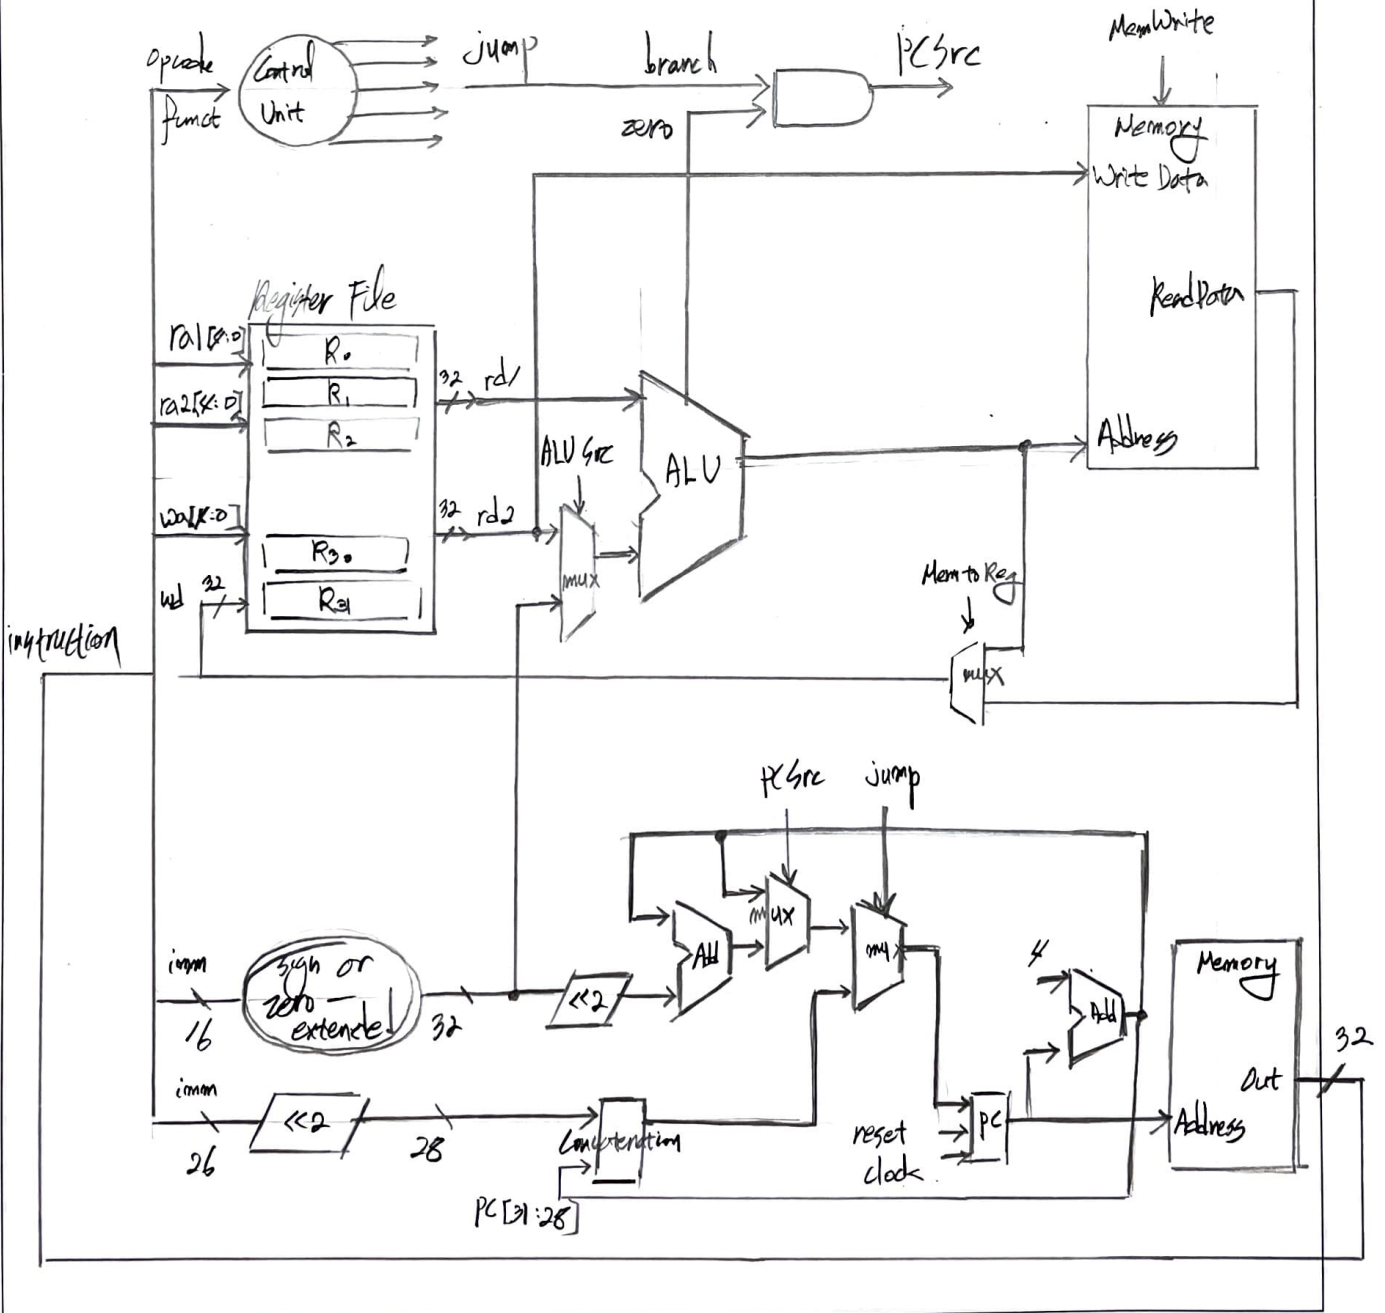 MemWrite
opcode
funct
Control
Unit
jump
branch
PCSrc
zero
Memory
Write Data
ReadData
Address
Register File
ra1[4:0]
ra2[4:0]
wa[4:0]
wd
32
R0
R1
R2
R30
R31
32
rd1
32
rd2
ALU Src
mux
ALU
MemtoReg
mux
instruction
PCSrc
jump
imm
16
sign or
zero -
extended
32
<<2
Add
mux
mux
4
Add
Memory
Out
32
Address
imm
26
<<2
28
Concatenation
PC[31:28]
reset
clock
PC